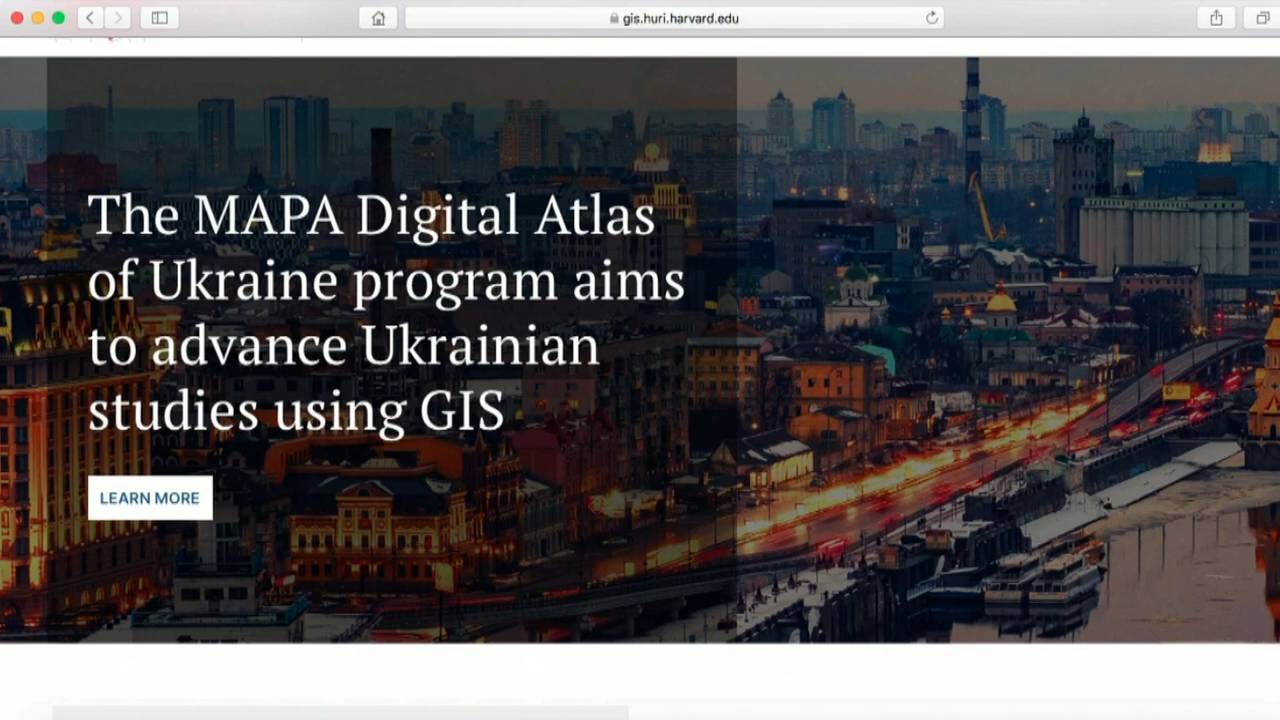 gis.huri.harvard.edu
The MAPA Digital Atlas
of Ukraine program aims
to advance Ukrainian
studies using GIS
LEARN MORE